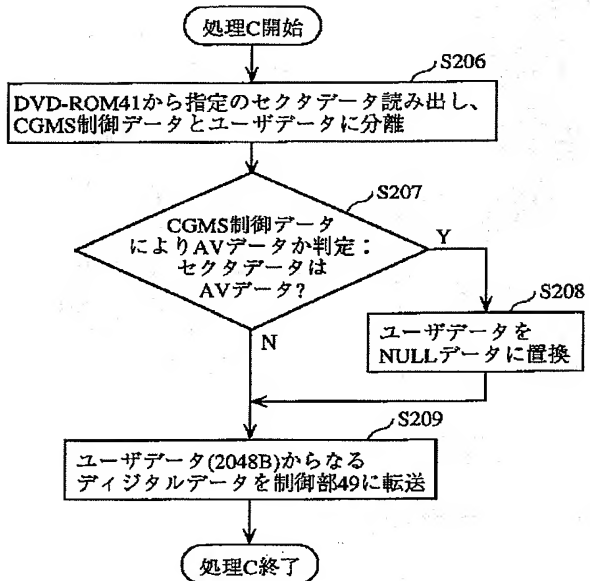 処理C開始
S206
DVD-ROM41から指定のセクタデータ読み出し、
CGMS制御データとユーザデータに分離
S207
CGMS制御データ
によりAVデータか判定：
セクタデータは
AVデータ?
Y
N
S208
ユーザデータを
NULLデータに置換
S209
ユーザデータ(2048B)からなる
ディジタルデータを制御部49に転送
処理C終了